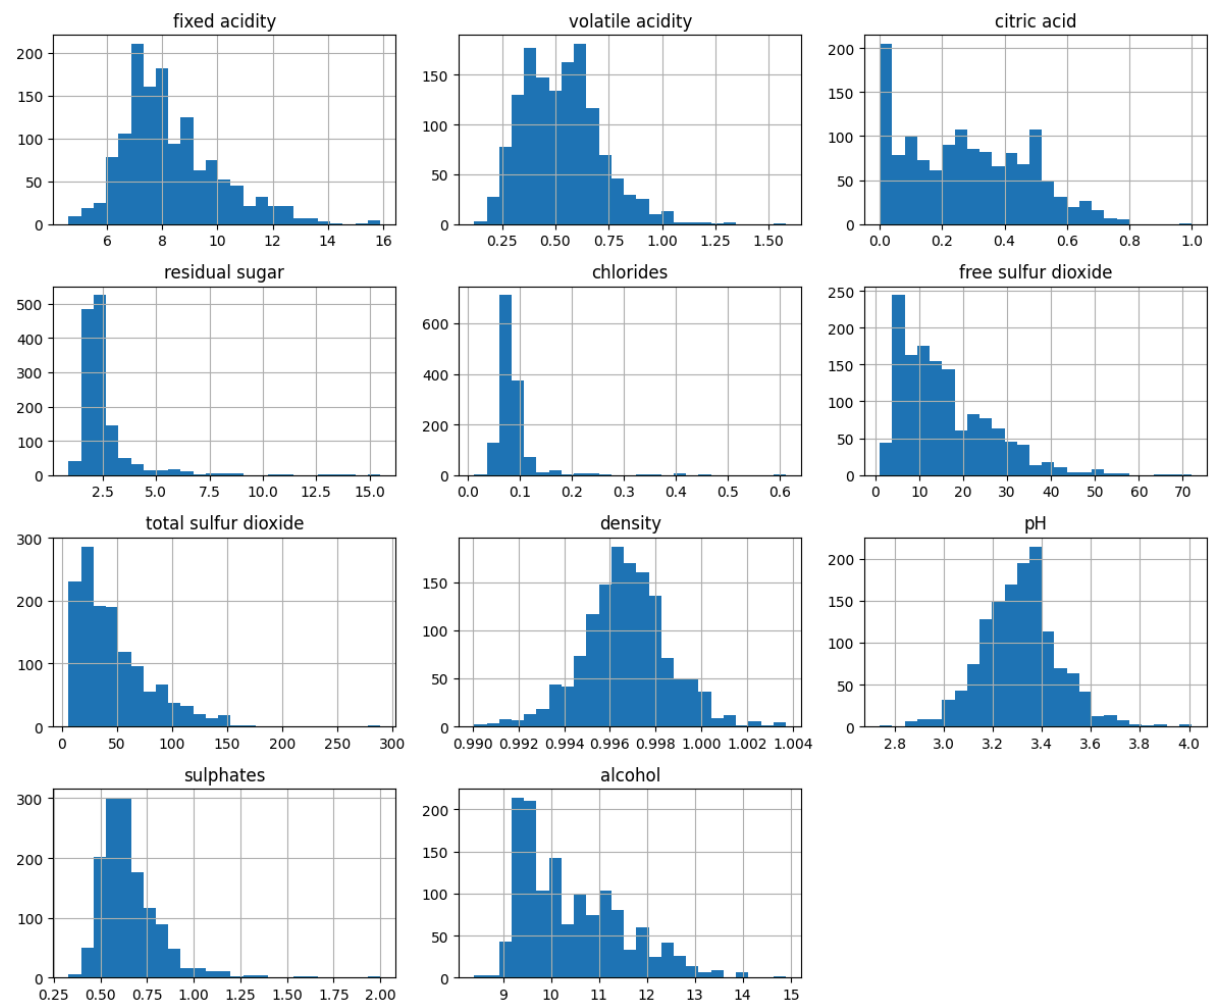 fixed acidity
200
150
100
50
0
6 8 10 12 14 16
volatile acidity
150
100
50
0
0.25 0.50 0.75 1.00 1.25 1.50
citric acid
200
150
100
50
0
0.0 0.2 0.4 0.6 0.8 1.0
residual sugar
500
400
300
200
100
0
2.5 5.0 7.5 10.0 12.5 15.0
chlorides
600
400
200
0
0.0 0.1 0.2 0.3 0.4 0.5 0.6
free sulfur dioxide
250
200
150
100
50
0
0 10 20 30 40 50 60 70
total sulfur dioxide
300
200
100
0
0 50 100 150 200 250 300
density
150
100
50
0
0.990 0.992 0.994 0.996 0.998 1.000 1.002 1.004
pH
200
150
100
50
0
2.8 3.0 3.2 3.4 3.6 3.8 4.0
sulphates
300
200
100
0
0.25 0.50 0.75 1.00 1.25 1.50 1.75 2.00
alcohol
200
150
100
50
0
9 10 11 12 13 14 15